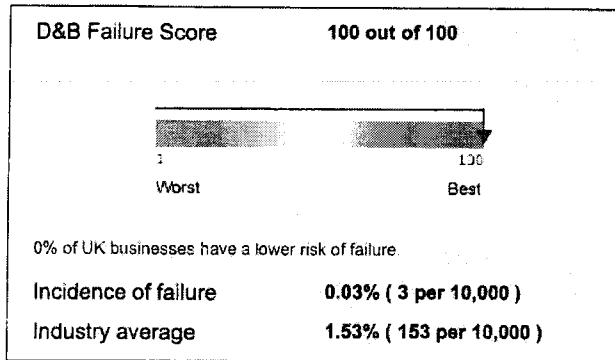 D&B Failure Score 100 out of 100
1 100
Worst Best
0% of UK businesses have a lower risk of failure
Incidence of failure 0.03% ( 3 per 10,000 )
Industry average 1.53% ( 153 per 10,000 )